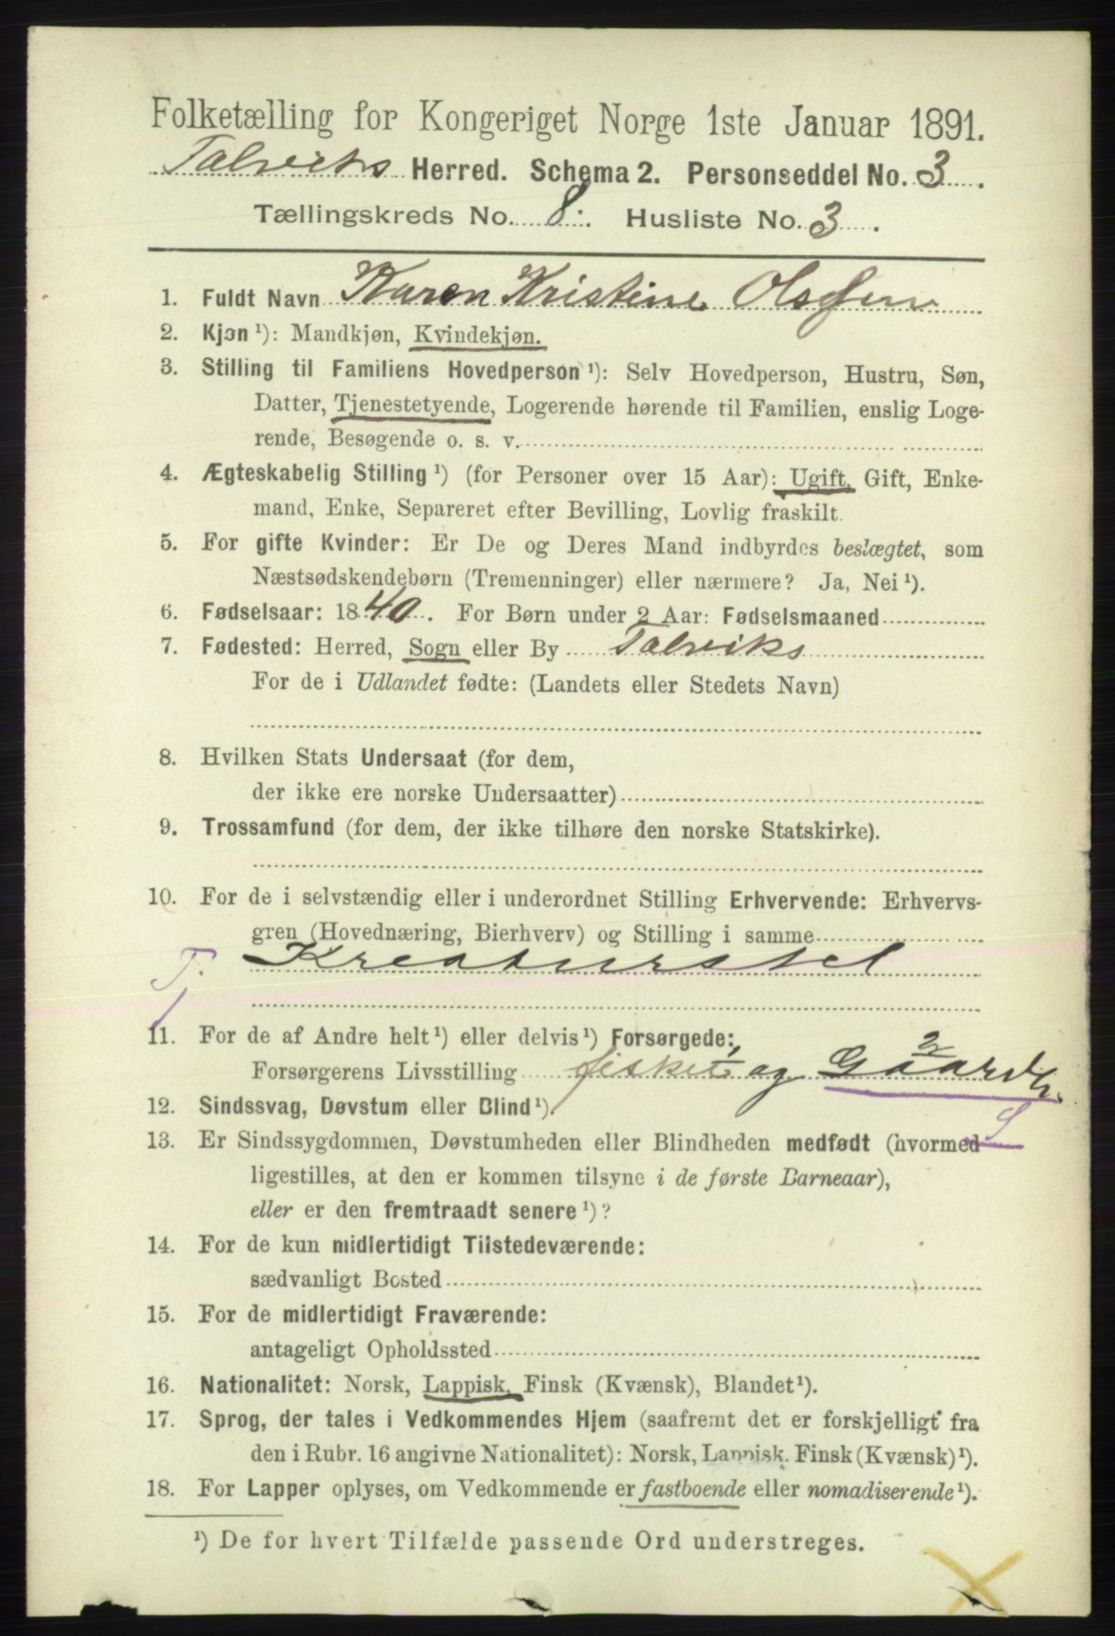 Folketælling for Kongeriget Norge 1ste Januar 1891.
Talviks Herred. Schema 2. Personseddel No. 3.
Tællingskreds No. 8. Husliste No. 3.
1. Fuldt Navn Karen Kristine Olsen
2. Kjøn ¹): Mandkjøn, Kvindekjøn.
3. Stilling til Familiens Hovedperson ¹): Selv Hovedperson, Hustru, Søn,
Datter, Tjenestetyende, Logerende hørende til Familien, enslig Loge-
rende, Besøgende o. s. v.
4. Ægteskabelig Stilling ¹) (for Personer over 15 Aar): Ugift, Gift, Enke-
mand, Enke, Separeret efter Bevilling, Lovlig fraskilt.
5. For gifte Kvinder: Er De og Deres Mand indbyrdes beslægtet, som
Næstsødskendebørn (Tremenninger) eller nærmere? Ja, Nei ¹).
6. Fødselsaar: 1840. For Børn under 2 Aar: Fødselsmaaned
7. Fødested: Herred, Sogn eller By Talviks
For de i Udlandet fødte: (Landets eller Stedets Navn)
8. Hvilken Stats Undersaat (for dem,
der ikke ere norske Undersaatter)
9. Trossamfund (for dem, der ikke tilhøre den norske Statskirke).
10. For de i selvstændig eller i underordnet Stilling Erhvervende: Erhvervs-
gren (Hovednæring, Bierhverv) og Stilling i samme
T. Kreaturstel
11. For de af Andre helt ¹) eller delvis ¹) Forsørgede:
Forsørgerens Livsstilling fisker og Gaardb. 2
12. Sindssvag, Døvstum eller Blind ¹).
S
13. Er Sindssygdommen, Døvstumheden eller Blindheden medfødt (hvormed
ligestilles, at den er kommen tilsyne i de første Barneaar),
eller er den fremtraadt senere ¹)?
14. For de kun midlertidigt Tilstedeværende:
sædvanligt Bosted
15. For de midlertidigt Fraværende:
antageligt Opholdssted
16. Nationalitet: Norsk, Lappisk, Finsk (Kvænsk), Blandet ¹).
17. Sprog, der tales i Vedkommendes Hjem (saafremt det er forskjelligt fra
den i Rubr. 16 angivne Nationalitet): Norsk, Lappisk, Finsk (Kvænsk) ¹).
18. For Lapper oplyses, om Vedkommende er fastboende eller nomadiserende ¹).
¹) De for hvert Tilfælde passende Ord understreges.